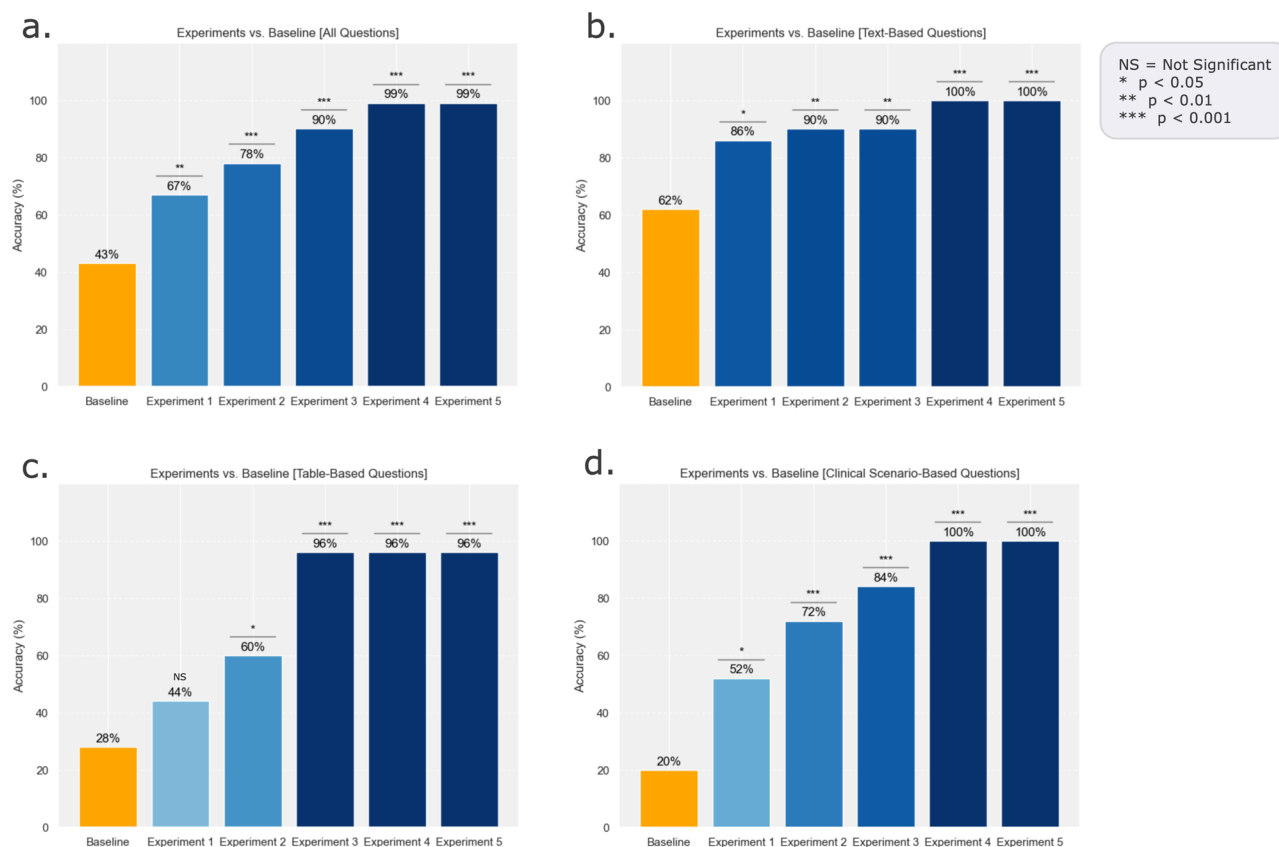 a.
Experiments vs. Baseline [All Questions]
Accuracy (%)
100
80
60
40
20
0
43%
**
67%
***
78%
***
90%
***
99%
***
99%
Baseline
Experiment 1
Experiment 2
Experiment 3
Experiment 4
Experiment 5
b.
Experiments vs. Baseline [Text-Based Questions]
Accuracy (%)
100
80
60
40
20
0
62%
*
86%
**
90%
**
90%
***
100%
***
100%
Baseline
Experiment 1
Experiment 2
Experiment 3
Experiment 4
Experiment 5
NS = Not Significant
* p < 0.05
** p < 0.01
*** p < 0.001
c.
Experiments vs. Baseline [Table-Based Questions]
Accuracy (%)
100
80
60
40
20
0
28%
NS
44%
*
60%
***
96%
***
96%
***
96%
Baseline
Experiment 1
Experiment 2
Experiment 3
Experiment 4
Experiment 5
d.
Experiments vs. Baseline [Clinical Scenario-Based Questions]
Accuracy (%)
100
80
60
40
20
0
20%
*
52%
***
72%
***
84%
***
100%
***
100%
Baseline
Experiment 1
Experiment 2
Experiment 3
Experiment 4
Experiment 5